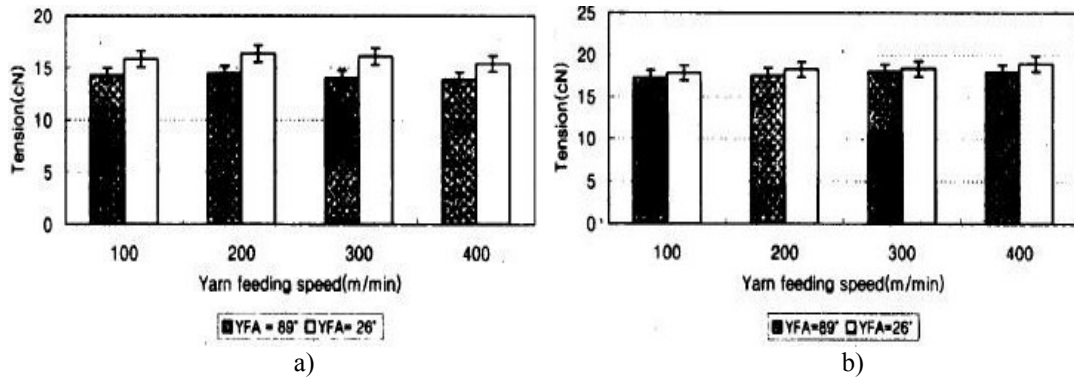 20
15
10
5
0
Tension(cN)
100 200 300 400
Yarn feeding speed(m/min)
YFA = 89° YFA= 26°
a)
25
20
15
10
5
0
Tension(cN)
100 200 300 400
Yarn feeding speed(m/min)
YFA=89° YFA=26°
b)